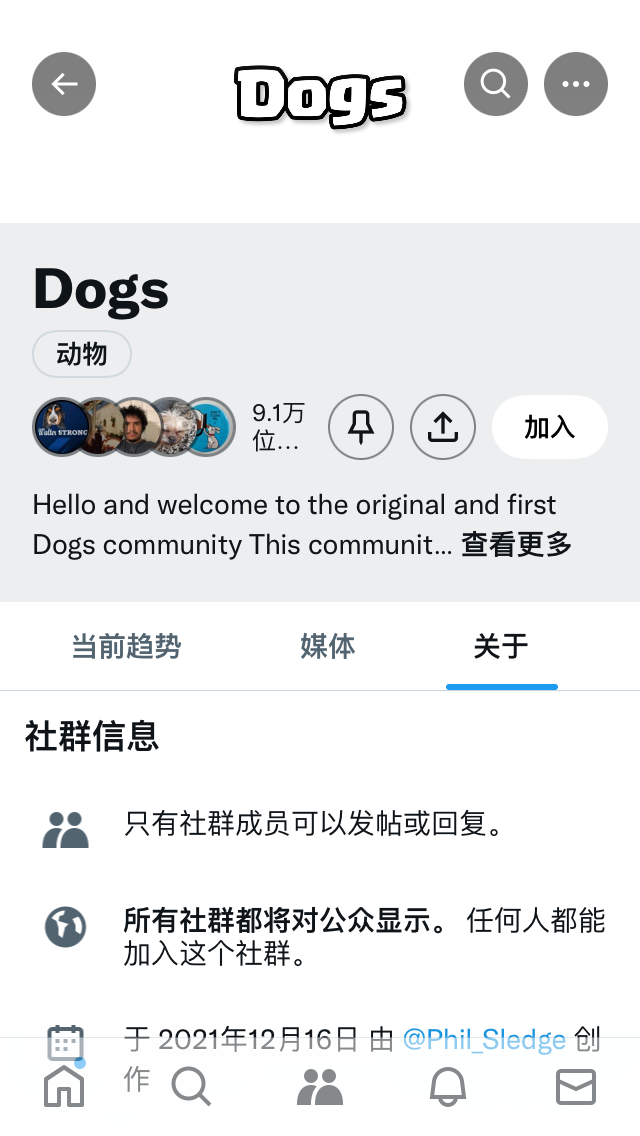 Dogs
Dogs
动物
Walter STRONG
9.1万
位...
加入
Hello and welcome to the original and first
Dogs community This communit... 查看更多
当前趋势
媒体
关于
社群信息
只有社群成员可以发帖或回复。
所有社群都将对公众显示。 任何人都能
加入这个社群。
于 2021年12月16日 由 @Phil_Sledge 创
作